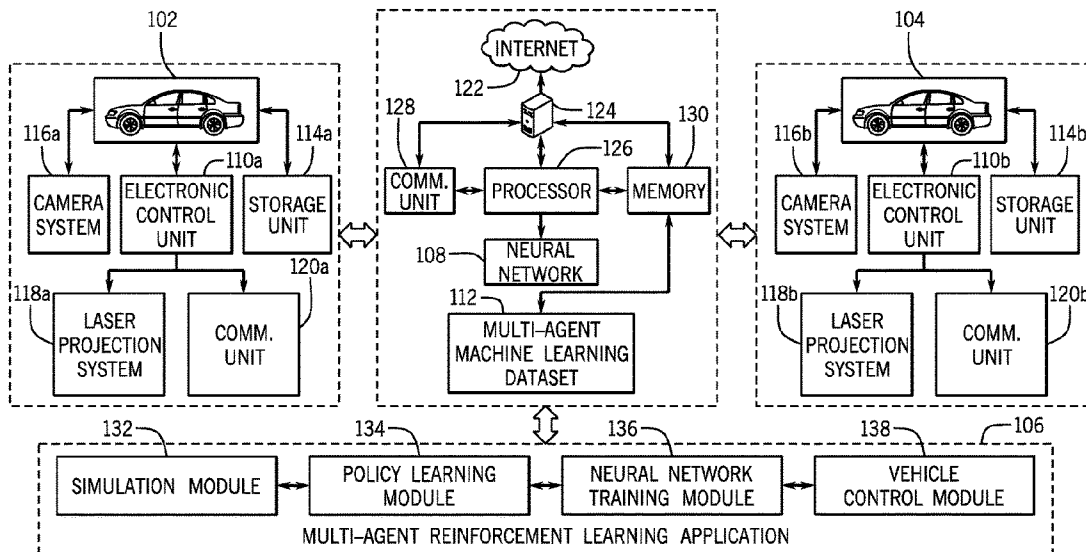 102
116a
110a
114a
CAMERA
SYSTEM
ELECTRONIC
CONTROL
UNIT
STORAGE
UNIT
118a
120a
LASER
PROJECTION
SYSTEM
COMM.
UNIT
INTERNET
122
124
128
126
130
COMM.
UNIT
PROCESSOR
MEMORY
108
NEURAL
NETWORK
112
MULTI–AGENT
MACHINE LEARNING
DATASET
104
116b
110b
114b
CAMERA
SYSTEM
ELECTRONIC
CONTROL
UNIT
STORAGE
UNIT
118b
120b
LASER
PROJECTION
SYSTEM
COMM.
UNIT
132
134
136
138
106
SIMULATION MODULE
POLICY LEARNING
MODULE
NEURAL NETWORK
TRAINING MODULE
VEHICLE
CONTROL MODULE
MULTI–AGENT REINFORCEMENT LEARNING APPLICATION